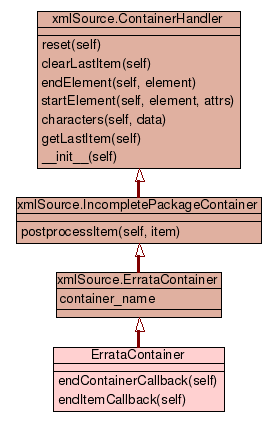 xmlSource.ContainerHandler
reset(self)
clearLastItem(self)
endElement(self, element)
startElement(self, element, attrs)
characters(self, data)
getLastItem(self)
__init__(self)
xmlSource.IncompletePackageContainer
postprocessItem(self, item)
xmlSource.ErrataContainer
container_name
ErrataContainer
endContainerCallback(self)
endItemCallback(self)